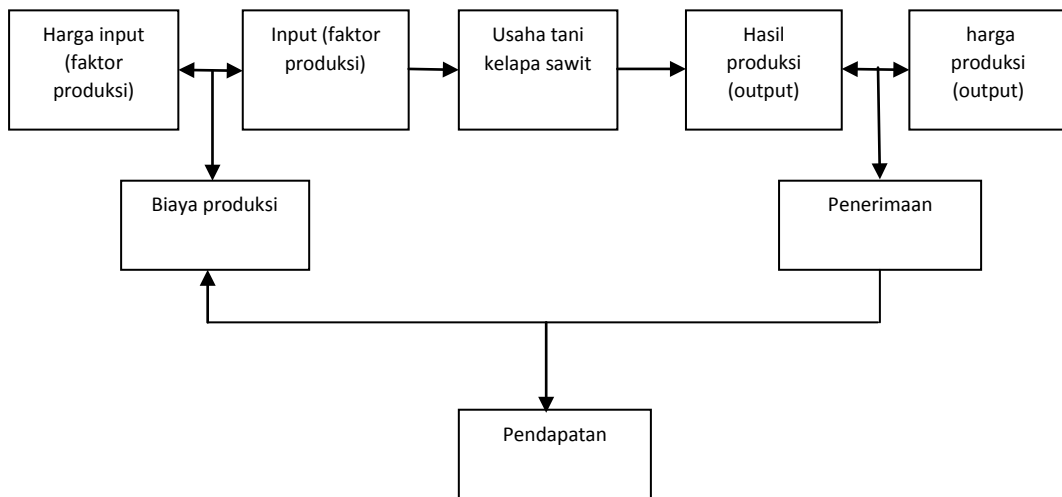 Harga input
(faktor
produksi)
Input (faktor
produksi)
Usaha tani
kelapa sawit
Hasil
produksi
(output)
harga
produksi
(output)
Biaya produksi
Penerimaan
Pendapatan